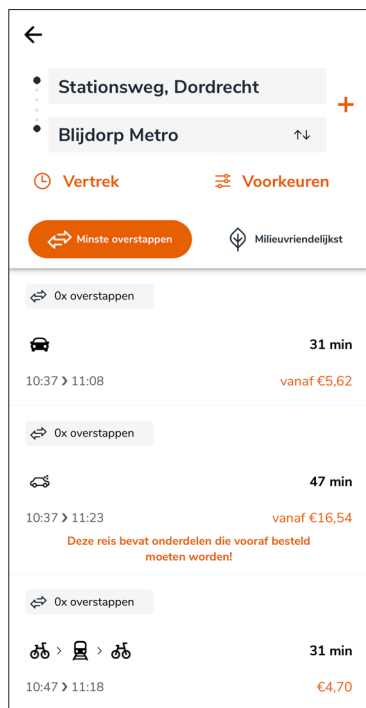 Stationsweg, Dordrecht
Blijdorp Metro
Vertrek Voorkeuren
Minste overstappen Milieuvriendelijkst
0x overstappen
31 min
10:37 › 11:08 vanaf €5,62
0x overstappen
47 min
10:37 › 11:23 vanaf €16,54
Deze reis bevat onderdelen die vooraf besteld
moeten worden!
0x overstappen
31 min
10:47 › 11:18 €4,70